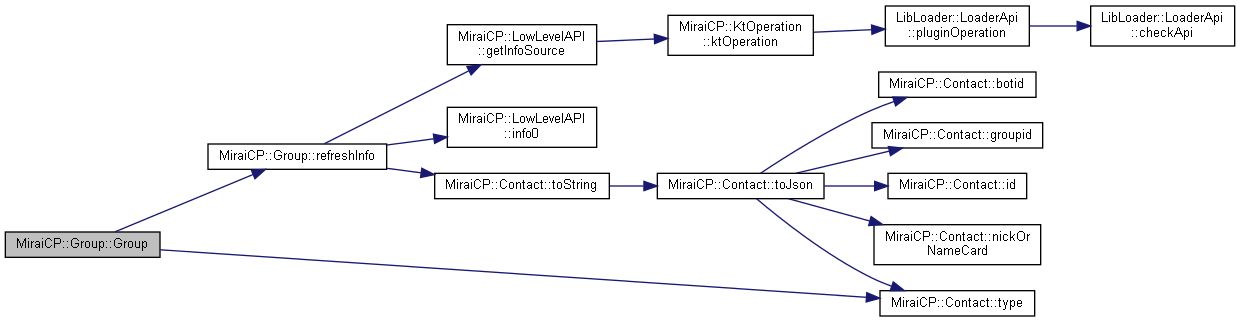 MiraiCP::Group::Group
MiraiCP::Group::refreshInfo
MiraiCP::LowLevelAPI
::getInfoSource
MiraiCP::KtOperation
::ktOperation
LibLoader::LoaderApi
::pluginOperation
LibLoader::LoaderApi
::checkApi
MiraiCP::LowLevelAPI
::info0
MiraiCP::Contact::toString
MiraiCP::Contact::toJson
MiraiCP::Contact::botid
MiraiCP::Contact::groupid
MiraiCP::Contact::id
MiraiCP::Contact::nickOr
NameCard
MiraiCP::Contact::type